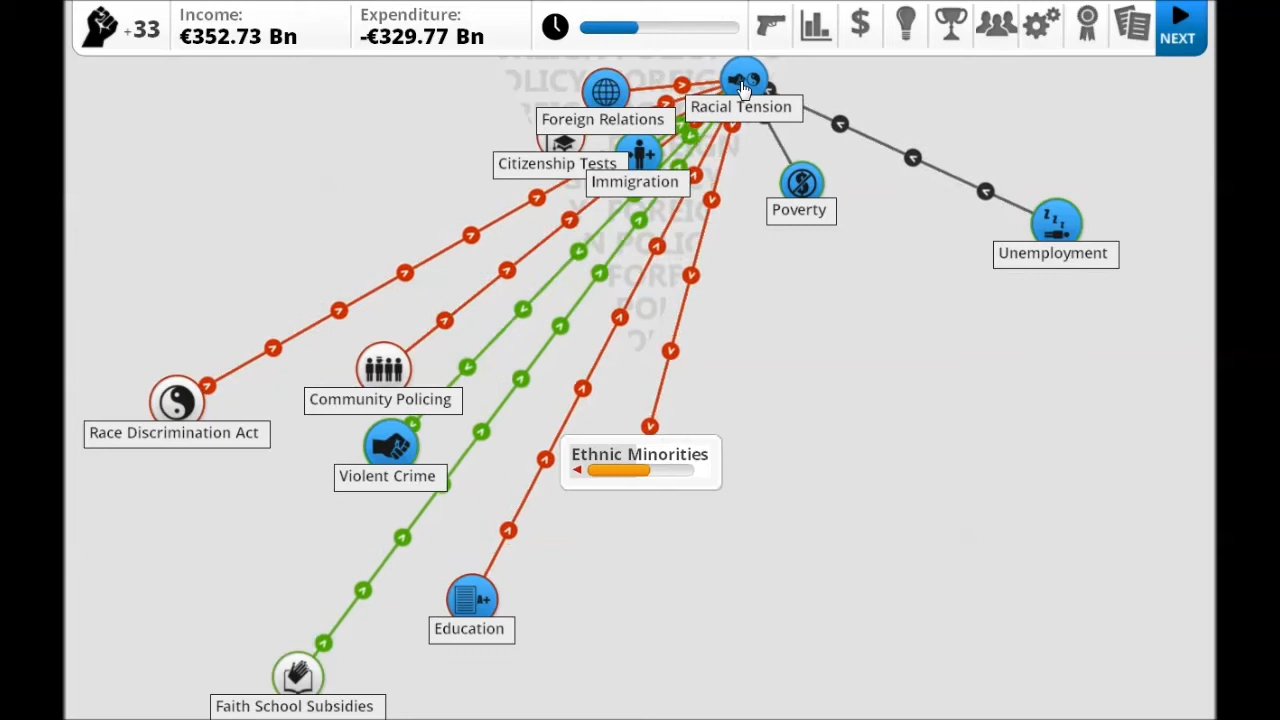 +33
Income:
€352.73 Bn
Expenditure:
-€329.77 Bn
NEXT
Racial Tension
Foreign Relations
Citizenship Tests
Immigration
Poverty
Unemployment
Race Discrimination Act
Community Policing
Violent Crime
Ethnic Minorities
A+
Education
Faith School Subsidies